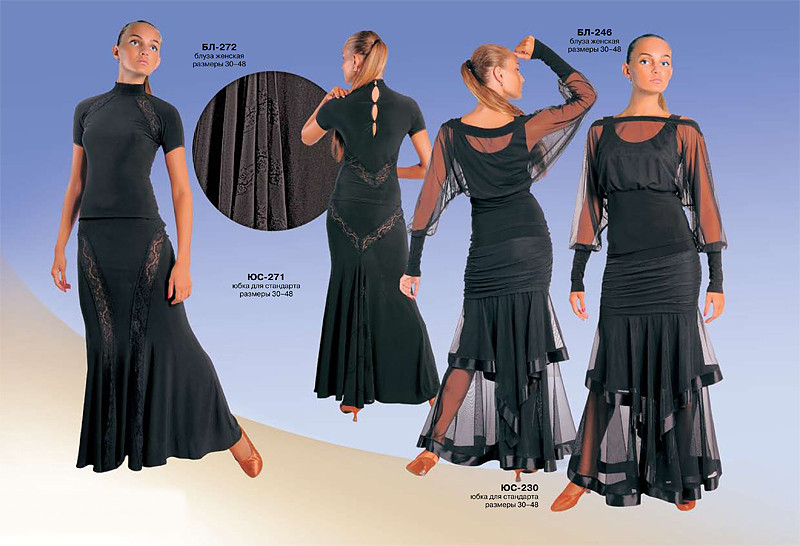 БЛ-272
блуза женская
размеры 30–48
БЛ-246
блуза женская
размеры 30–48
ЮС-271
юбка для стандарта
размеры 30–48
ЮС-230
юбка для стандарта
размеры 30–48